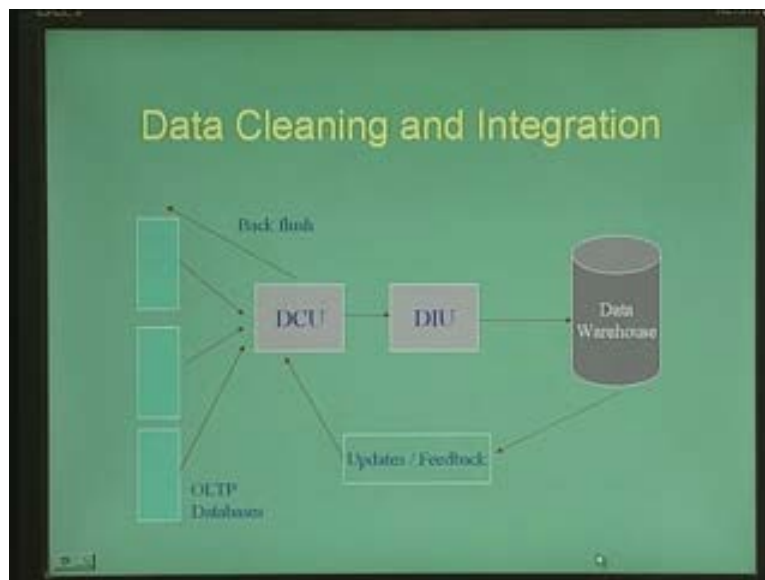 Data Cleaning and Integration
Back flush
DCU
DIU
Data
Warehouse
Updates / Feedback
OLTP
Databases